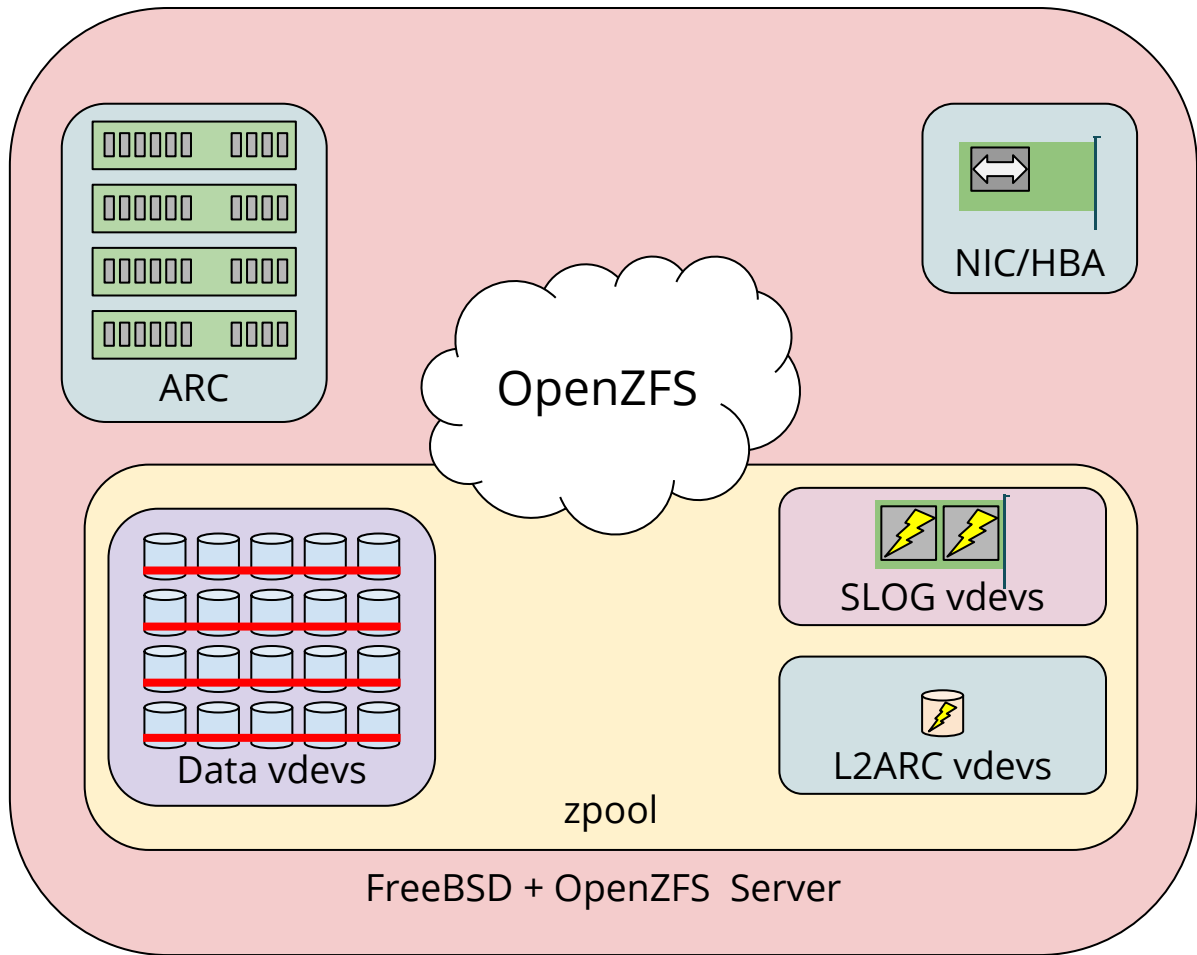 ARC
NIC/HBA
OpenZFS
SLOG vdevs
Data vdevs
L2ARC vdevs
zpool
FreeBSD + OpenZFS  Server